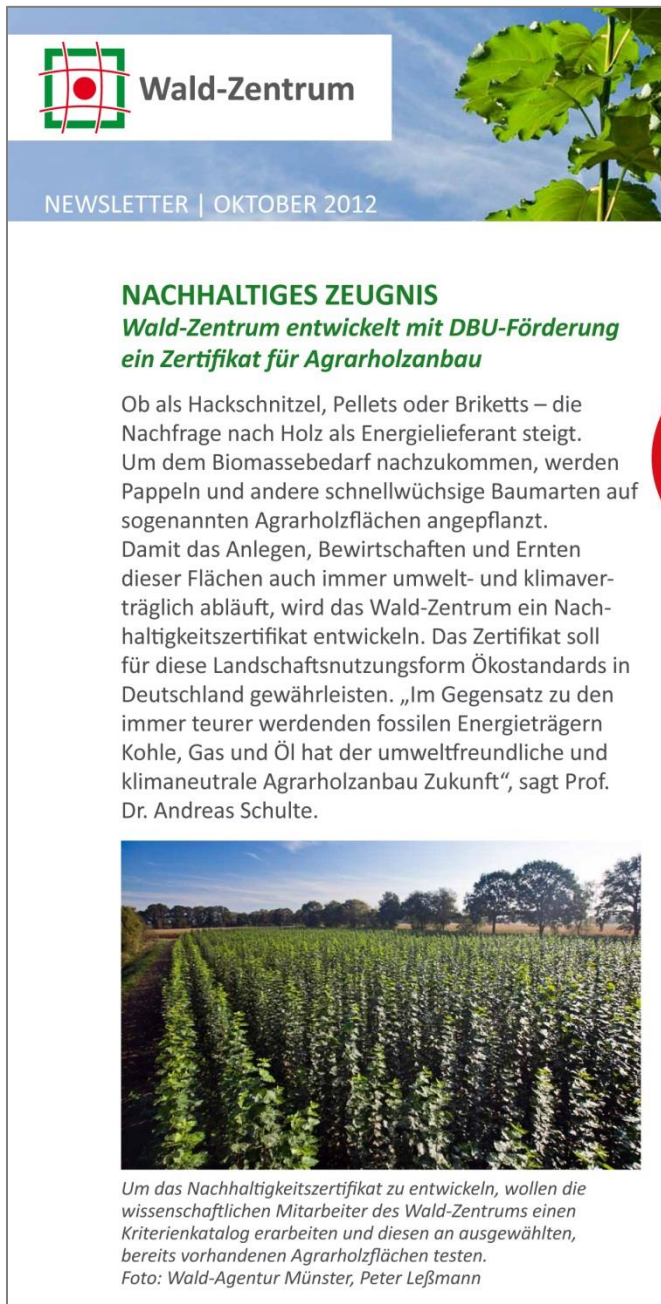 Wald-Zentrum
NEWSLETTER | OKTOBER 2012
NACHHALTIGES ZEUGNIS
Wald-Zentrum entwickelt mit DBU-Förderung
ein Zertifikat für Agrarholzanbau
Ob als Hackschnitzel, Pellets oder Briketts – die
Nachfrage nach Holz als Energielieferant steigt.
Um dem Biomassebedarf nachzukommen, werden
Pappeln und andere schnellwüchsige Baumarten auf
sogenannten Agrarholzflächen angepflanzt.
Damit das Anlegen, Bewirtschaften und Ernten
dieser Flächen auch immer umwelt- und klimaver-
träglich abläuft, wird das Wald-Zentrum ein Nach-
haltigkeitszertifikat entwickeln. Das Zertifikat soll
für diese Landschaftsnutzungsform Ökostandards in
Deutschland gewährleisten. „Im Gegensatz zu den
immer teurer werdenden fossilen Energieträgern
Kohle, Gas und Öl hat der umweltfreundliche und
klimaneutrale Agrarholzanbau Zukunft“, sagt Prof.
Dr. Andreas Schulte.
Um das Nachhaltigkeitszertifikat zu entwickeln, wollen die
wissenschaftlichen Mitarbeiter des Wald-Zentrums einen
Kriterienkatalog erarbeiten und diesen an ausgewählten,
bereits vorhandenen Agrarholzflächen testen.
Foto: Wald-Agentur Münster, Peter Leßmann